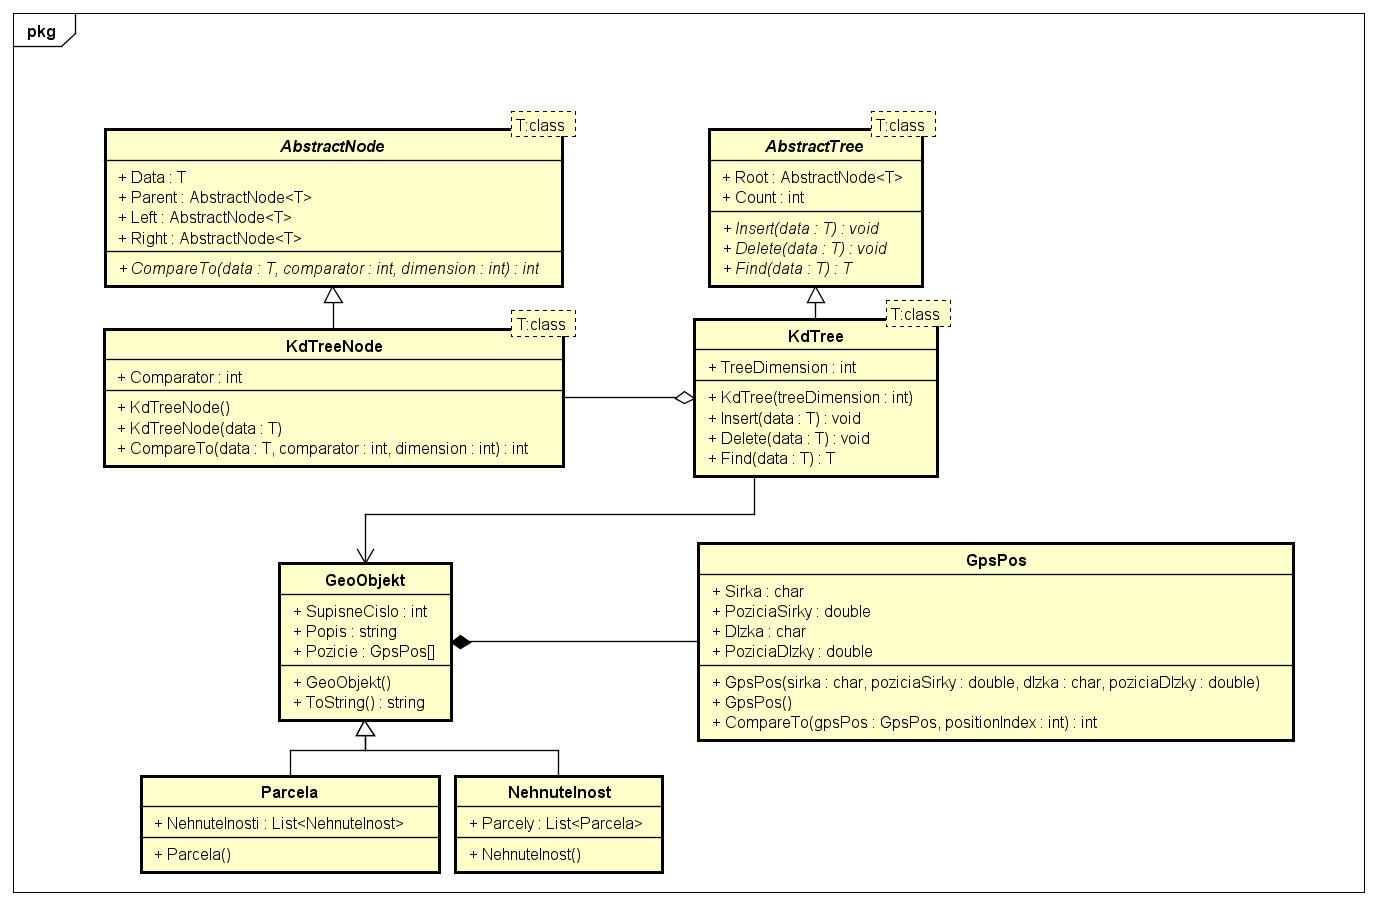 pkg
T:class
AbstractNode
+ Data : T
+ Parent : AbstractNode<T>
+ Left : AbstractNode<T>
+ Right : AbstractNode<T>
+ CompareTo(data : T, comparator : int, dimension : int) : int
T:class
AbstractTree
+ Root : AbstractNode<T>
+ Count : int
+ Insert(data : T) : void
+ Delete(data : T) : void
+ Find(data : T) : T
T:class
KdTreeNode
+ Comparator : int
+ KdTreeNode()
+ KdTreeNode(data : T)
+ CompareTo(data : T, comparator : int, dimension : int) : int
T:class
KdTree
+ TreeDimension : int
+ KdTree(treeDimension : int)
+ Insert(data : T) : void
+ Delete(data : T) : void
+ Find(data : T) : T
GeoObjekt
+ SupisneCislo : int
+ Popis : string
+ Pozicie : GpsPos[]
+ GeoObjekt()
+ ToString() : string
GpsPos
+ Sirka : char
+ PoziciaSirky : double
+ Dlzka : char
+ PoziciaDlzky : double
+ GpsPos(sirka : char, poziciaSirky : double, dlzka : char, poziciaDlzky : double)
+ GpsPos()
+ CompareTo(gpsPos : GpsPos, positionIndex : int) : int
Parcela
+ Nehnutelnosti : List<Nehnutelnost>
+ Parcela()
Nehnutelnost
+ Parcely : List<Parcela>
+ Nehnutelnost()